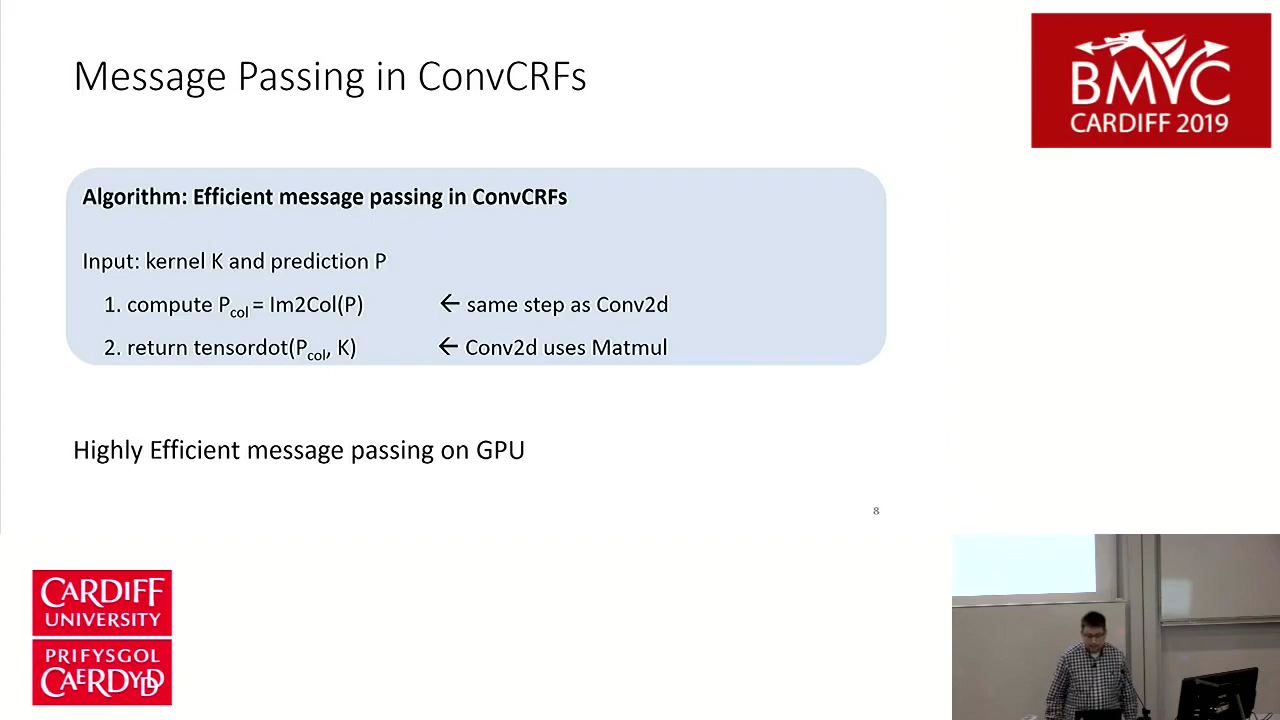 Message Passing in ConvCRFs
BMVC
CARDIFF 2019
Algorithm: Efficient message passing in ConvCRFs
Input: kernel K and prediction P
1. compute Pcol = Im2Col(P) ← same step as Conv2d
2. return tensordot(Pcol, K) ← Conv2d uses Matmul
Highly Efficient message passing on GPU
8
CARDIFF
UNIVERSITY
PRIFYSGOL
CAERDYDD